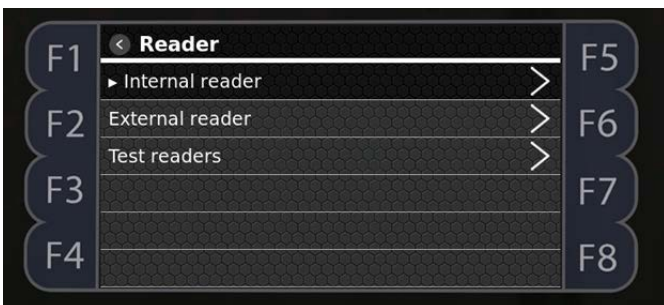 Reader
Internal reader
External reader
Test readers
F1
F2
F3
F4
F5
F6
F7
F8